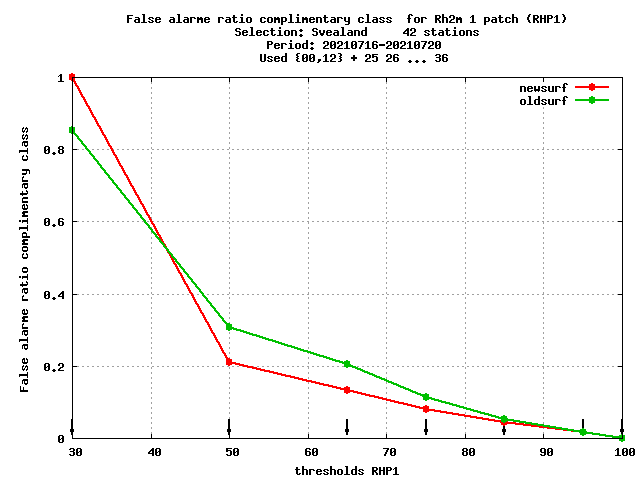 False alarme ratio complimentary class  for Rh2m 1 patch (RHP1)
Selection: Svealand     42 stations
Period: 20210716-20210720
Used {00,12} + 25 26 ... 36
newsurf
oldsurf
False alarme ratio complimentary class
1
0.8
0.6
0.4
0.2
0
30 40 50 60 70 80 90 100
thresholds RHP1